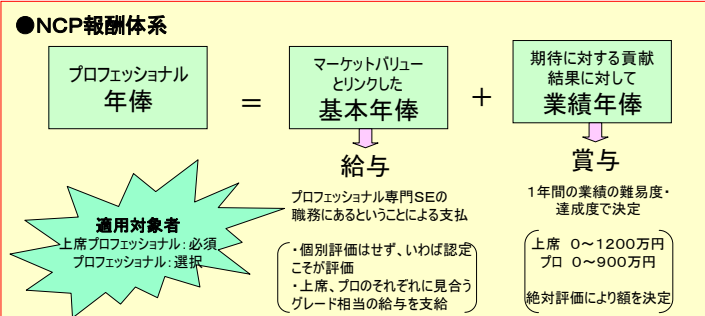 ●NCP報酬体系
プロフェッショナル
年俸
＝
マーケットバリュー
とリンクした
基本年俸
＋
期待に対する貢献
結果に対して
業績年俸
給与
プロフェッショナル専門SEの
職務にあるということによる支払
・個別評価はせず、いわば認定
こそが評価
・上席、プロのそれぞれに見合う
グレード相当の給与を支給
賞与
1年間の業績の難易度・
達成度で決定
上席 0～1200万円
プロ 0～900万円
絶対評価により額を決定
適用対象者
上席プロフェッショナル：必須
プロフェッショナル：選択